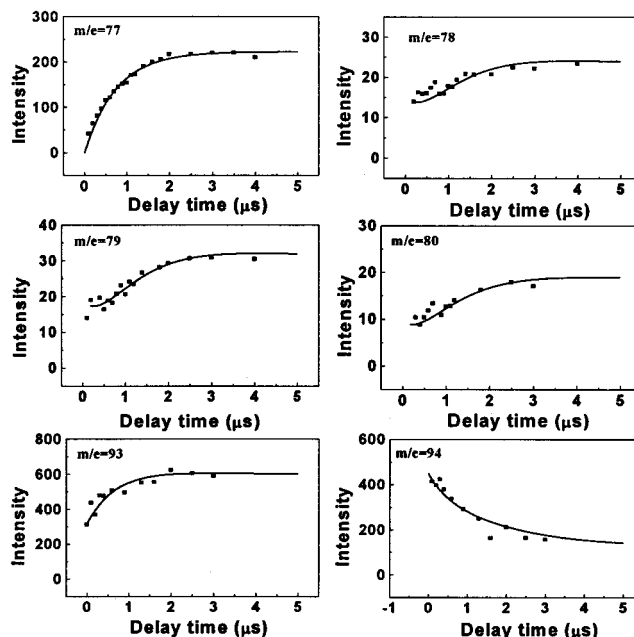 m/e=77
Intensity
300
200
100
0
0 1 2 3 4 5
Delay time (μs)
m/e=78
Intensity
30
20
10
0
0 1 2 3 4 5
Delay time (μs)
m/e=79
Intensity
40
30
20
10
0
0 1 2 3 4 5
Delay time (μs)
m/e=80
Intensity
30
20
10
0
0 1 2 3 4 5
Delay time (μs)
m/e=93
Intensity
800
600
400
200
0
0 1 2 3 4 5
Delay time (μs)
m/e=94
Intensity
600
400
200
0
-1 0 1 2 3 4 5
Delay time (μs)